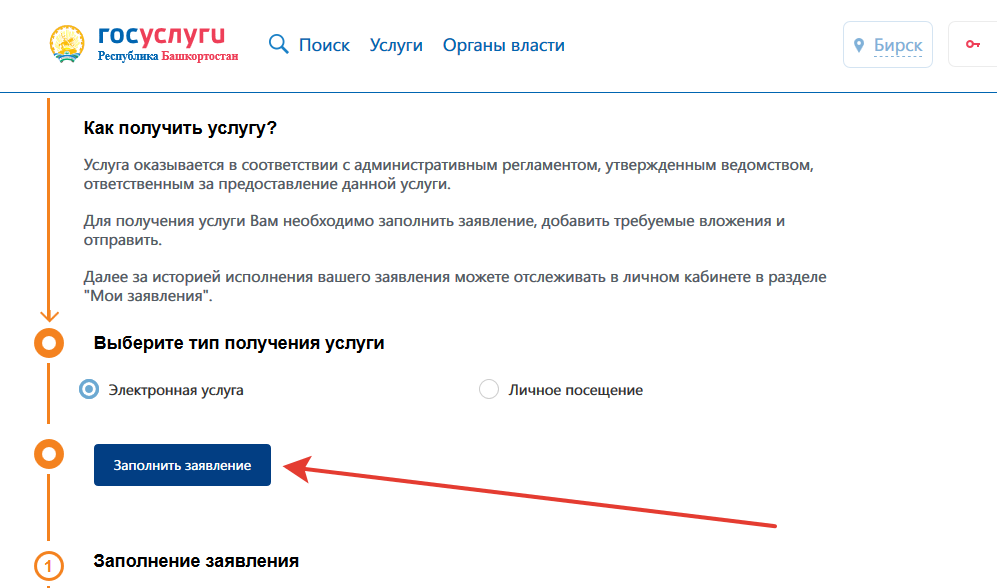 госуслуги
Республика Башкортостан
Поиск Услуги Органы власти
Бирск
Как получить услугу?
Услуга оказывается в соответствии с административным регламентом, утвержденным ведомством,
ответственным за предоставление данной услуги.
Для получения услуги Вам необходимо заполнить заявление, добавить требуемые вложения и
отправить.
Далее за историей исполнения вашего заявления можете отслеживать в личном кабинете в разделе
"Мои заявления".
Выберите тип получения услуги
Электронная услуга Личное посещение
Заполнить заявление
1 Заполнение заявления